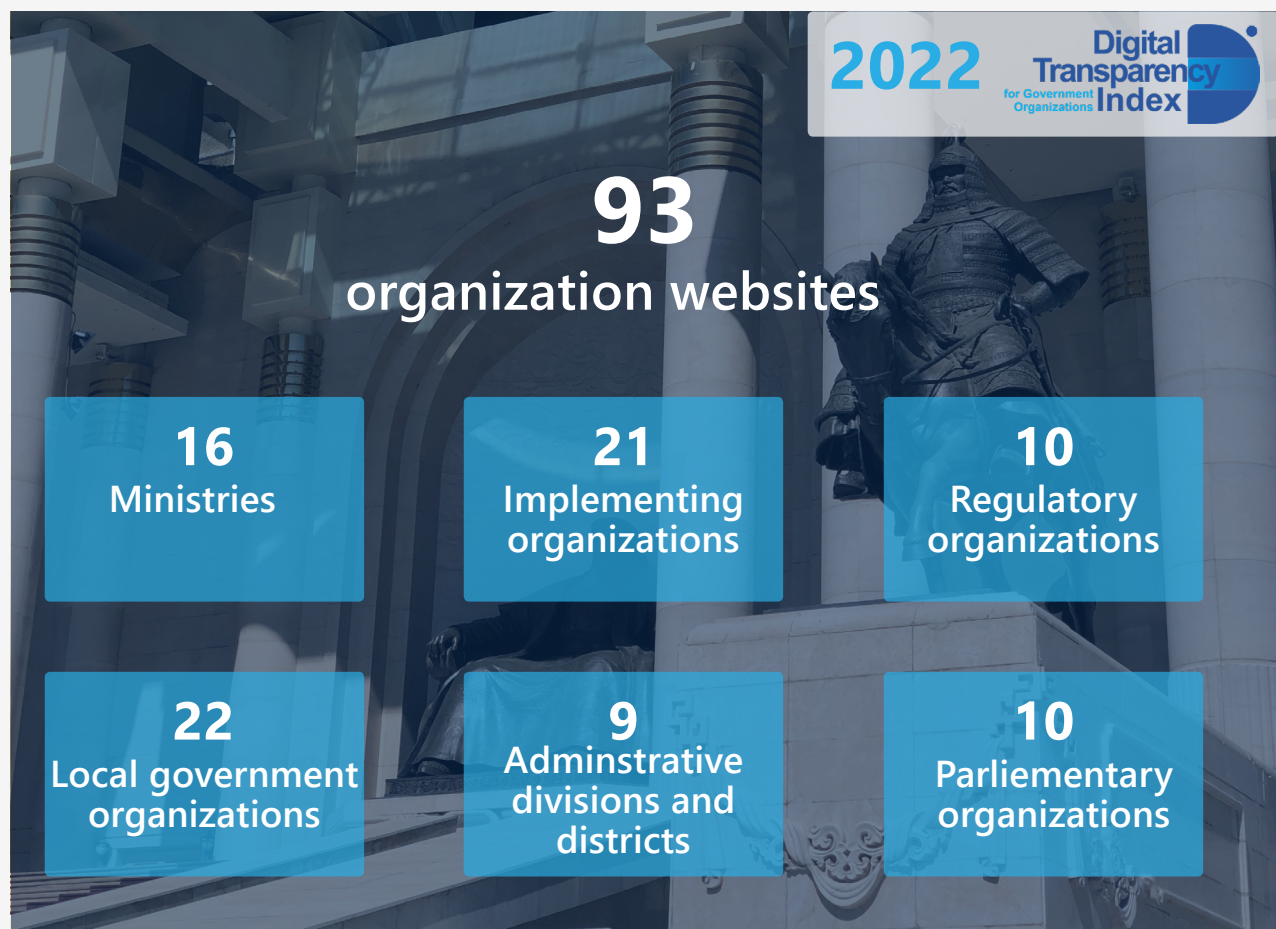 2022
Digital
Transparency
for Government
Organizations
Index
93
organization websites
16
Ministries
21
Implementing
organizations
10
Regulatory
organizations
22
Local government
organizations
9
Adminstrative
divisions and
districts
10
Parliementary
organizations